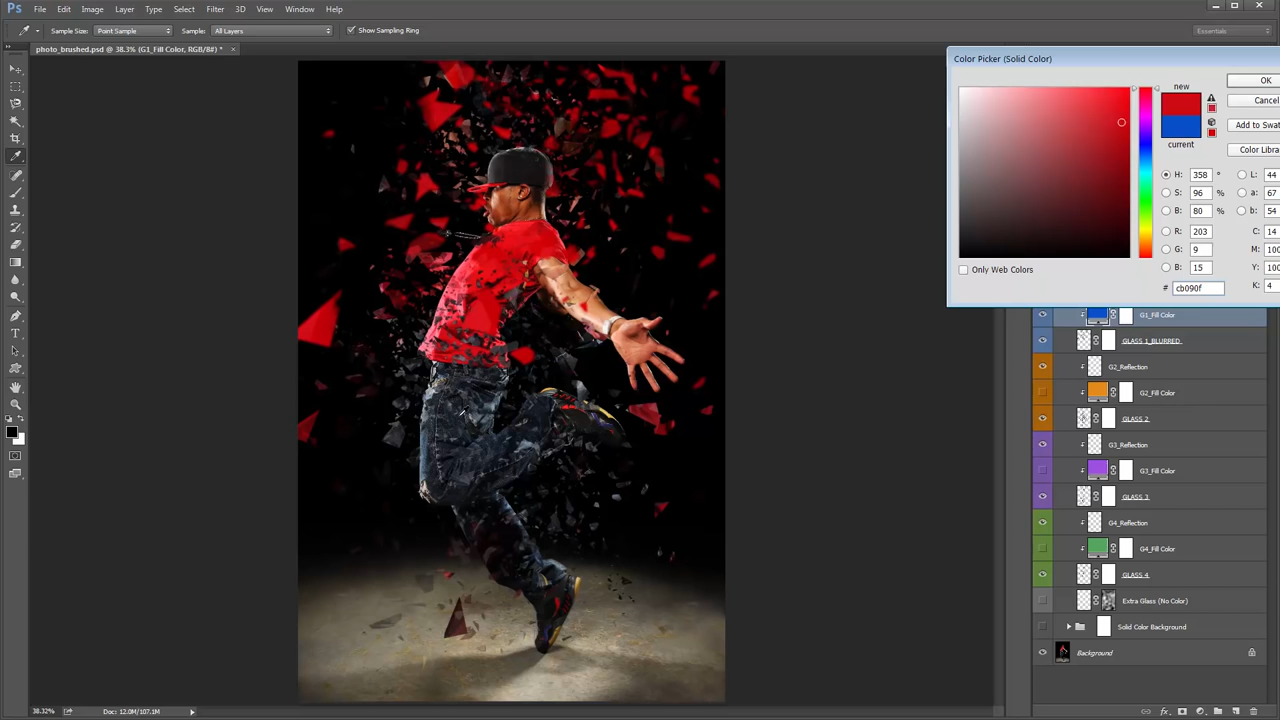 Ps File Edit Image Layer Type Select Filter 3D View Window Help
Sample Size: Point Sample Sample: All Layers Show Sampling Ring Essentials
photo_brushed.psd @ 38.3% (G1_Fill Color, RGB/8#) * ×
Color Picker (Solid Color)
new
current
OK
Cancel
Add to Swat
Color Libra
H: 358 ° L: 44
S: 96 % a: 67
B: 80 % b: 54
R: 203 C: 14
G: 9 M: 100
B: 15 Y: 100
# cb090f K: 4
Only Web Colors
G1_Fill Color
GLASS 1_BLURRED
G2_Reflection
G2_Fill Color
GLASS 2
G3_Reflection
G3_Fill Color
GLASS 3
G4_Reflection
G4_Fill Color
GLASS 4
Extra Glass (No Color)
Solid Color Background
Background
38.32% Doc: 12.0M/107.1M